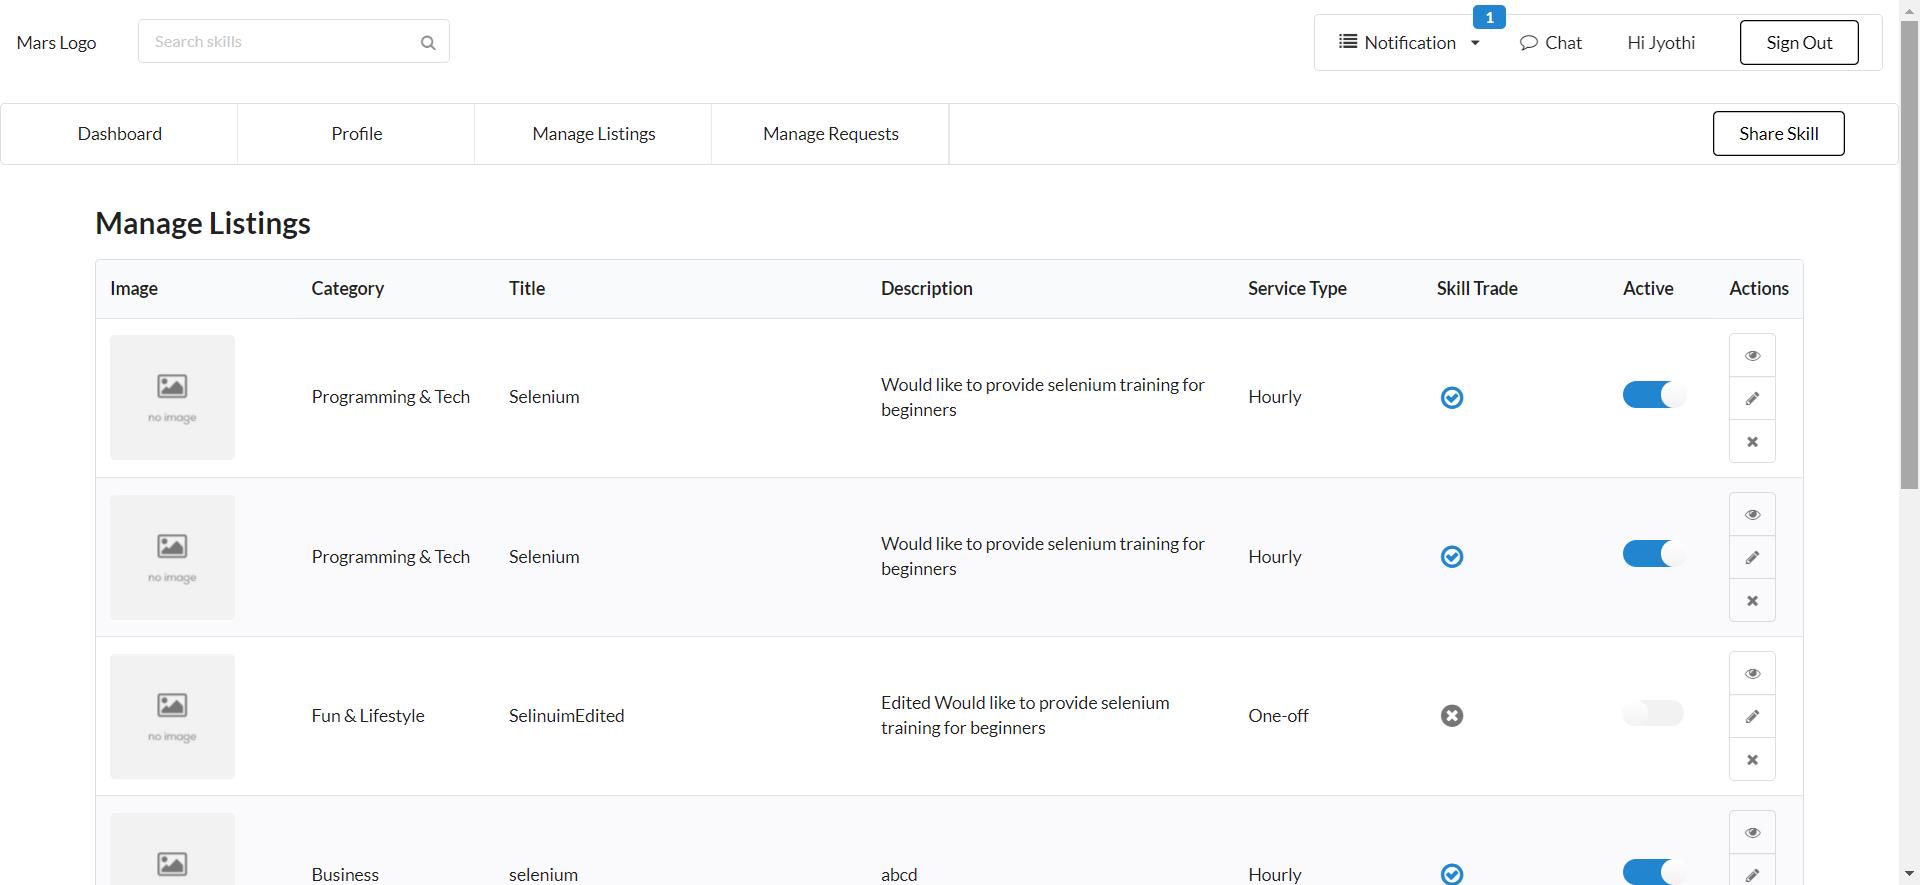 Mars Logo
Search skills
1
Notification
Chat
Hi Jyothi
Sign Out
Dashboard
Profile
Manage Listings
Manage Requests
Share Skill
Manage Listings
Image Category Title Description Service Type Skill Trade Active Actions
no image
Programming & Tech
Selenium
Would like to provide selenium training for
beginners
Hourly
no image
Programming & Tech
Selenium
Would like to provide selenium training for
beginners
Hourly
no image
Fun & Lifestyle
SelinuimEdited
Edited Would like to provide selenium
training for beginners
One-off
Business
selenium
abcd
Hourly